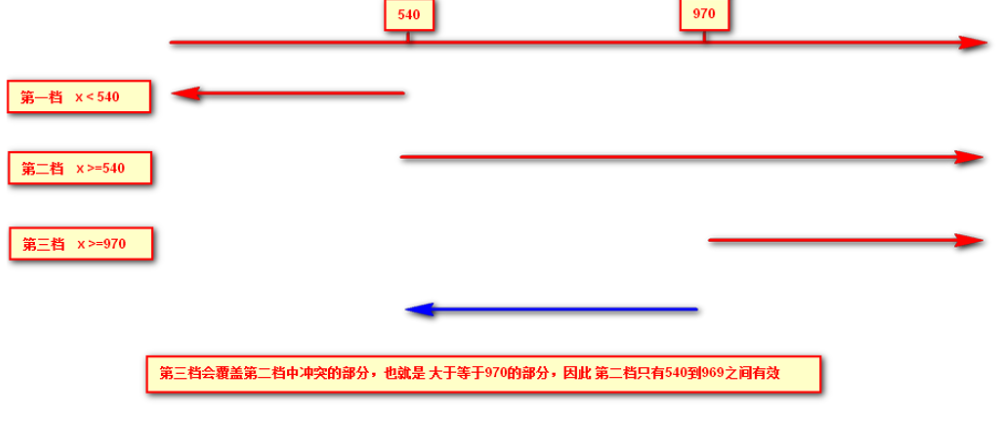 540
970
第一档 x < 540
第二档 x >=540
第三档 x >=970
第三档会覆盖第二档中冲突的部分，也就是 大于等于970的部分，因此 第二档只有540到969之间有效